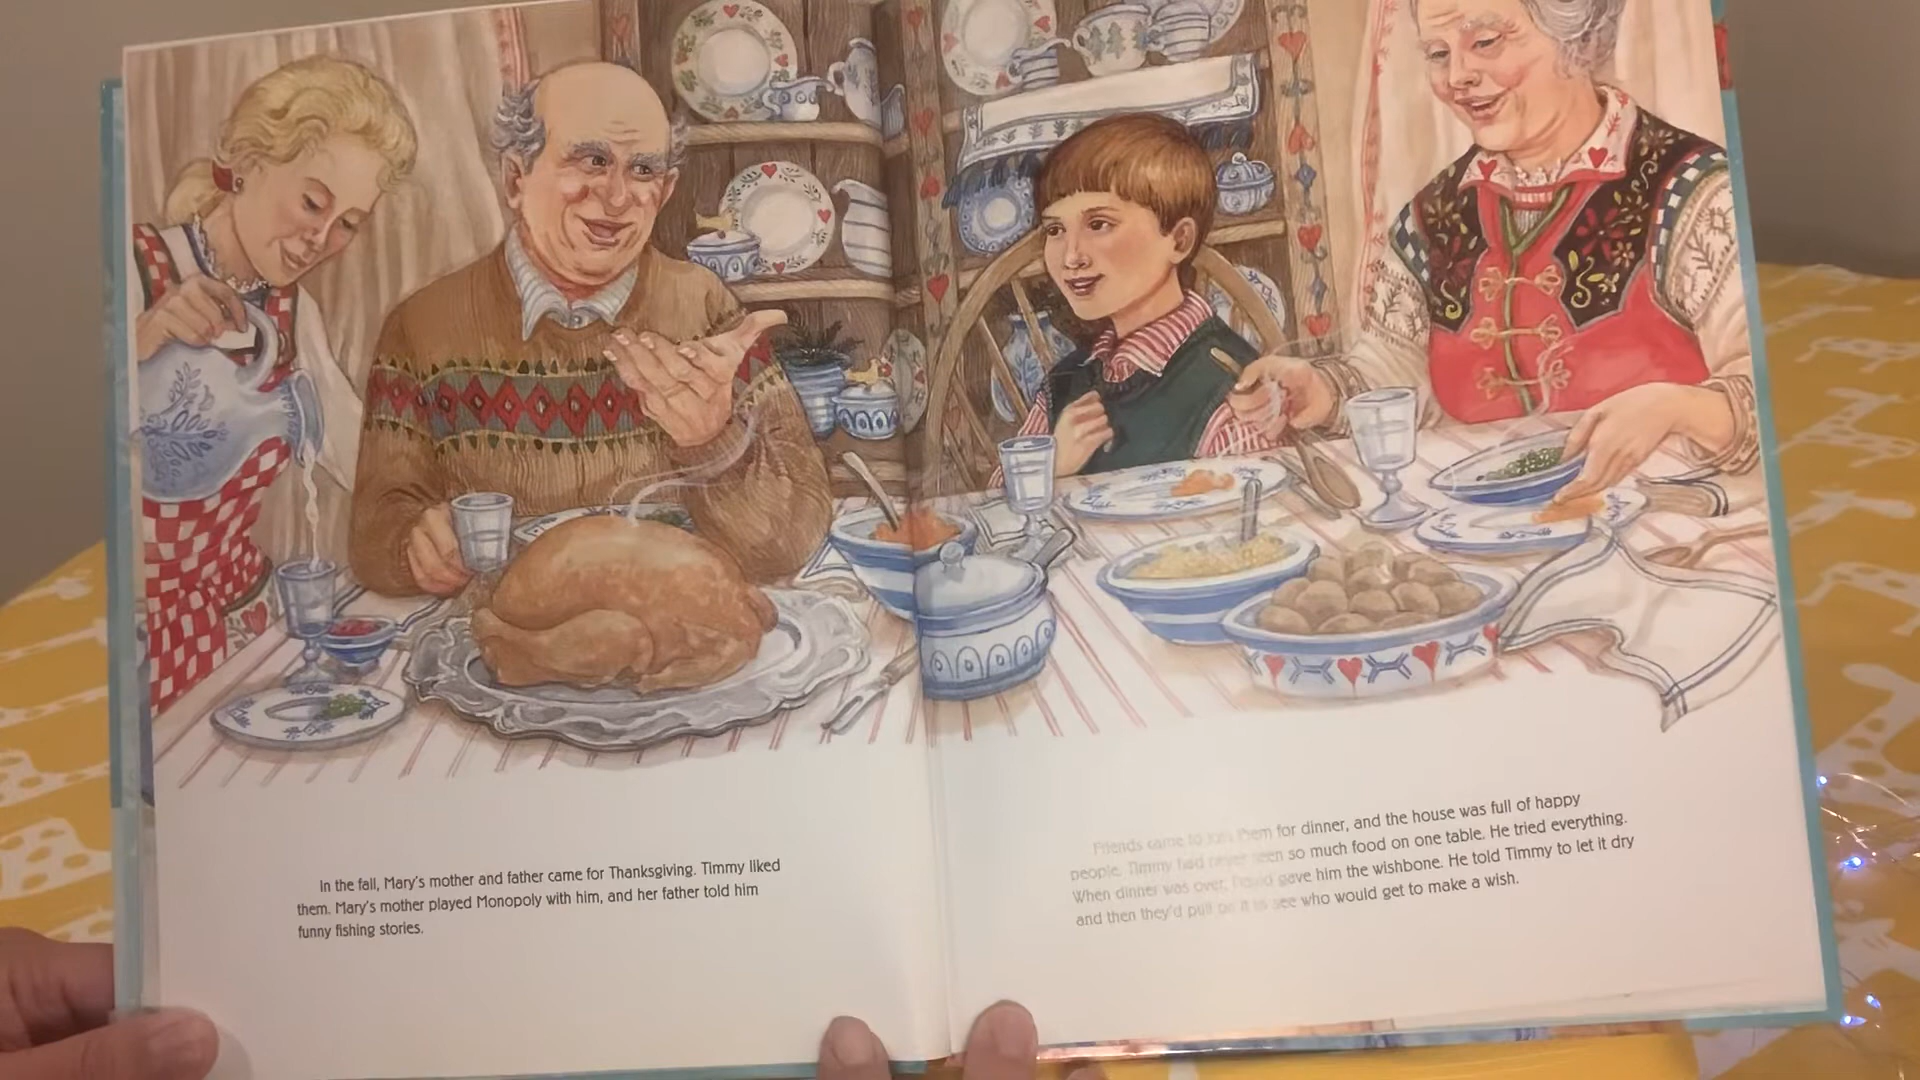 In the fall, Mary's mother and father came for Thanksgiving. Timmy liked
them. Mary's mother played Monopoly with him, and her father told him
funny fishing stories.
Friends came to join them for dinner, and the house was full of happy
people. Timmy had never seen so much food on one table. He tried everything.
When dinner was over, David gave him the wishbone. He told Timmy to let it dry
and then they'd pull on it to see who would get to make a wish.